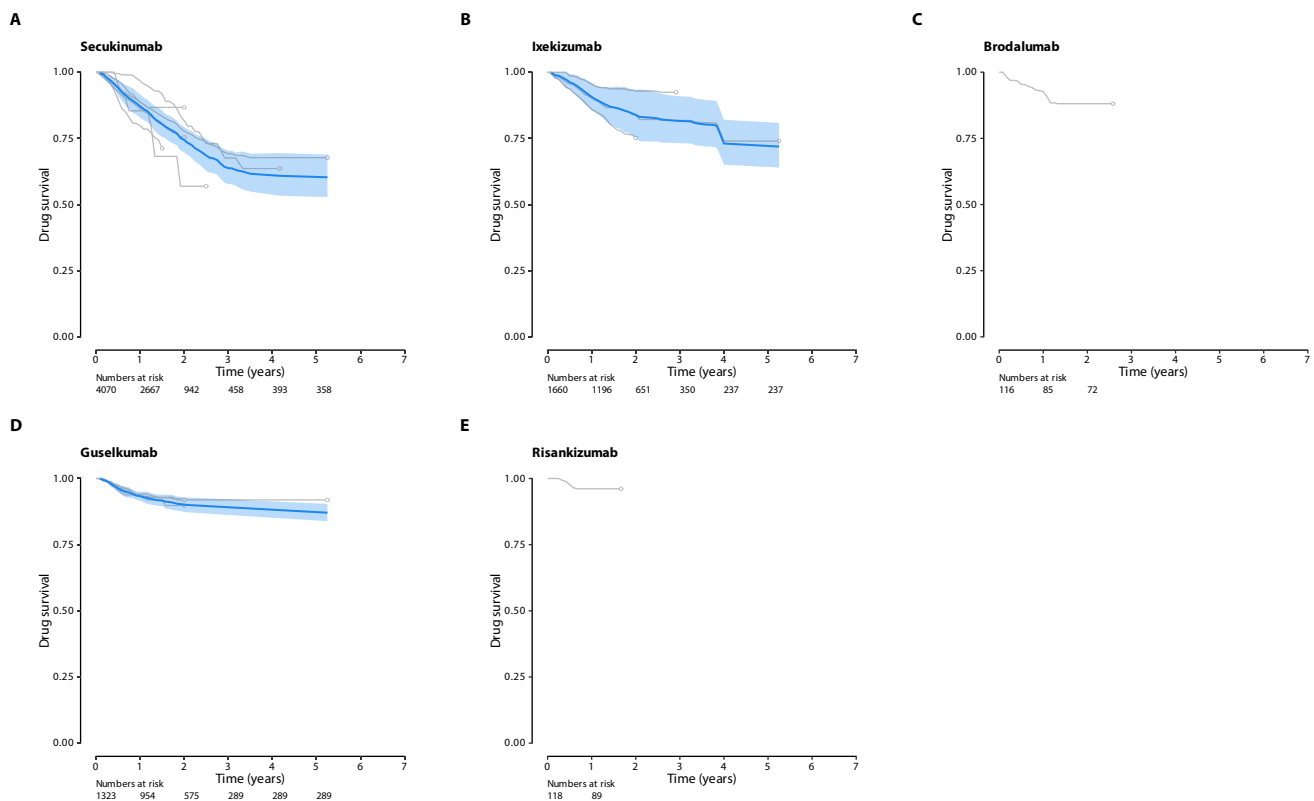 A
Secukinumab
1.00
0.75
0.50
0.25
0.00
Drug survival
0 1 2 3 4 5 6 7
Time (years)
Numbers at risk
4070 2667 942 458 393 358
B
Ixekizumab
1.00
0.75
0.50
0.25
0.00
Drug survival
0 1 2 3 4 5 6 7
Time (years)
Numbers at risk
1660 1196 651 350 237 237
C
Brodalumab
1.00
0.75
0.50
0.25
0.00
Drug survival
0 1 2 3 4 5 6 7
Time (years)
Numbers at risk
116 85 72
D
Guselkumab
1.00
0.75
0.50
0.25
0.00
Drug survival
0 1 2 3 4 5 6 7
Time (years)
Numbers at risk
1323 954 575 289 289 289
E
Risankizumab
1.00
0.75
0.50
0.25
0.00
Drug survival
0 1 2 3 4 5 6 7
Time (years)
Numbers at risk
118 89